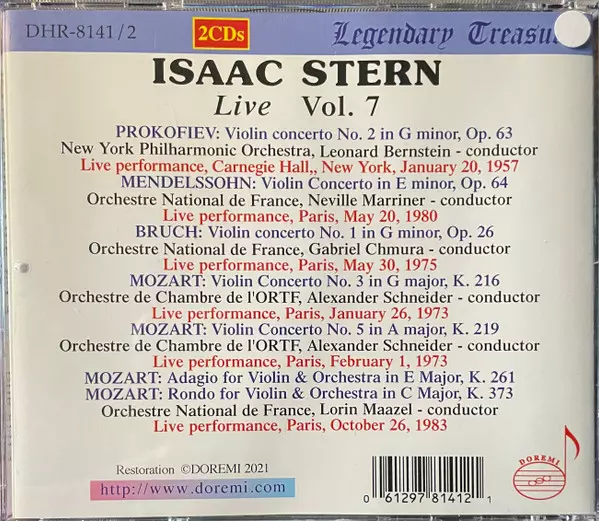 DHR-8141/2
2CDs
Legendary
ISAAC STERN
Live Vol. 7
PROKOFIEV: Violin concerto No. 2 in G minor, Op. 63
New York Philharmonic Orchestra, Leonard Bernstein - conductor
Live performance, Carnegie Hall,, New York, January 20, 1957
MENDELSSOHN: Violin Concerto in E minor, Op. 64
Orchestre National de France, Neville Marriner - conductor
Live performance, Paris, May 20, 1980
BRUCH: Violin concerto No. 1 in G minor, Op. 26
Orchestre National de France, Gabriel Chmura - conductor
Live performance, Paris, May 30, 1975
MOZART: Violin Concerto No. 3 in G major, K. 216
Orchestre de Chambre de l'ORTF, Alexander Schneider - conductor
Live performance, Paris, January 26, 1973
MOZART: Violin Concerto No. 5 in A major, K. 219
Orchestre de Chambre de l'ORTF, Alexander Schneider - conductor
Live performance, Paris, February 1, 1973
MOZART: Adagio for Violin & Orchestra in E Major, K. 261
MOZART: Rondo for Violin & Orchestra in C Major, K. 373
Orchestre National de France, Lorin Maazel - conductor
Live performance, Paris, October 26, 1983
Restoration ©DOREMI 2021
http://www.doremi.com
0 61297 81412 1
DOREMI